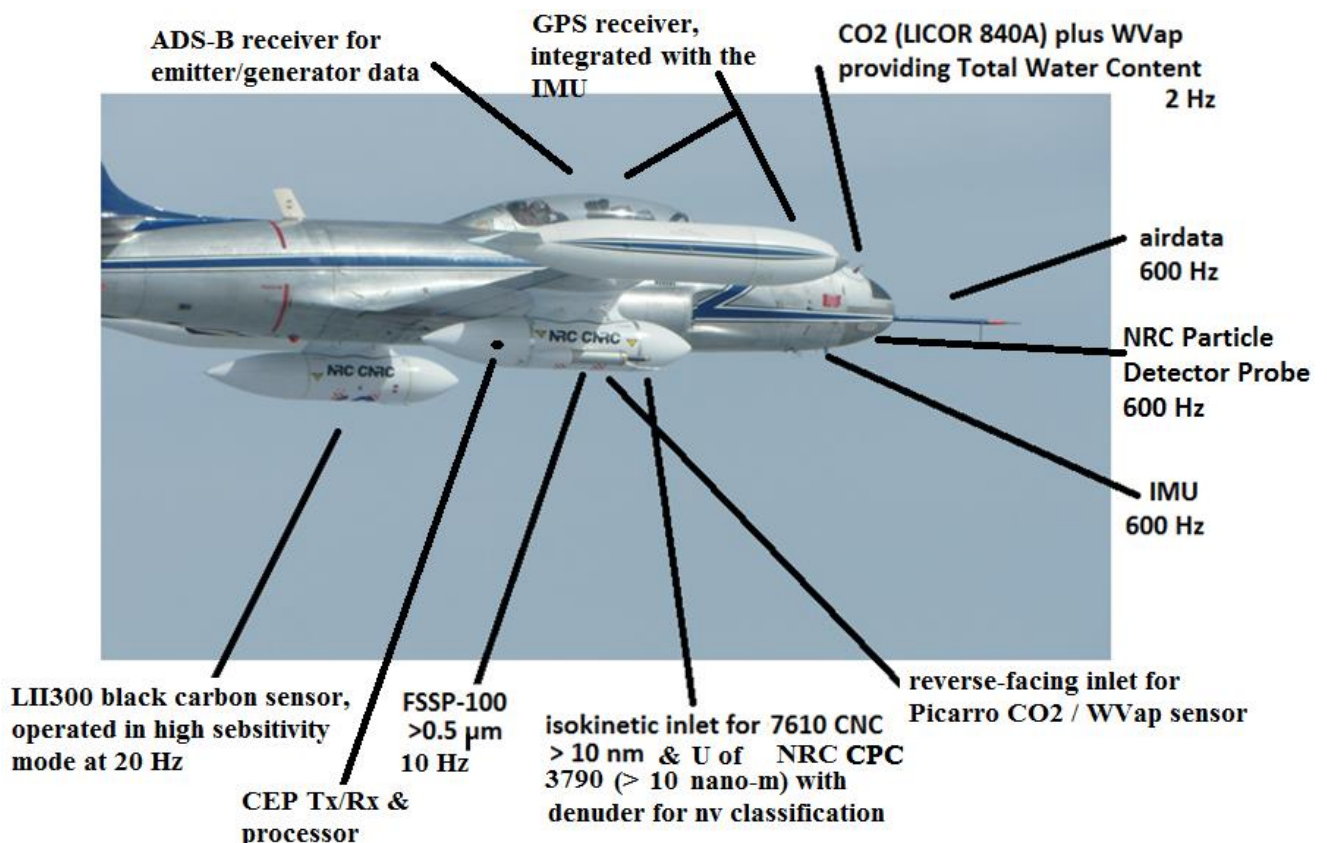 ADS-B receiver for
emitter/generator data
GPS receiver,
integrated with the
IMU
CO2 (LICOR 840A) plus WVap
providing Total Water Content
2 Hz
airdata
600 Hz
NRC Particle
Detector Probe
600 Hz
IMU
600 Hz
NRC CNRC
NRC CNRC
LII300 black carbon sensor,
operated in high sebsitivity
mode at 20 Hz
CEP Tx/Rx &
processor
FSSP-100
>0.5 µm
10 Hz
isokinetic inlet for 7610 CNC
> 10 nm & U of NRC CPC
3790 (> 10 nano-m) with
denuder for nv classification
reverse-facing inlet for
Picarro CO2 / WVap sensor